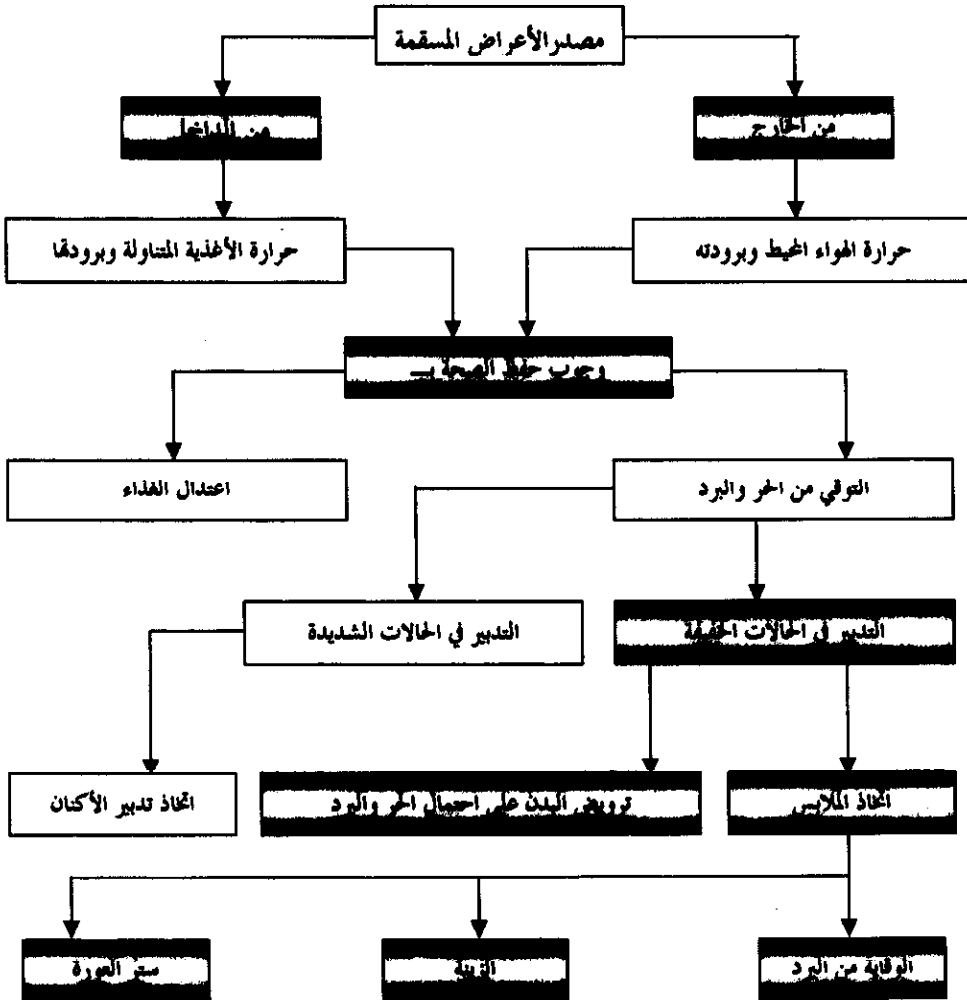 مصدر الأعراض المسقمة
من الخارج
من الداخل
حرارة الهواء المحيط وبرودته
حرارة الأغذية المتناولة وبرودتها
وجوب حفظ الصحة بـــ
التوقي من الحر والبرد
اعتدال الغذاء
التدبير في الحالات الخفيفة
التدبير في الحالات الشديدة
اتخاذ الملابس
ترويض البدن على احتمال الحر والبرد
اتخاذ تدبير الأكنان
الوقاية من البرد
الزينة
ستر العورة